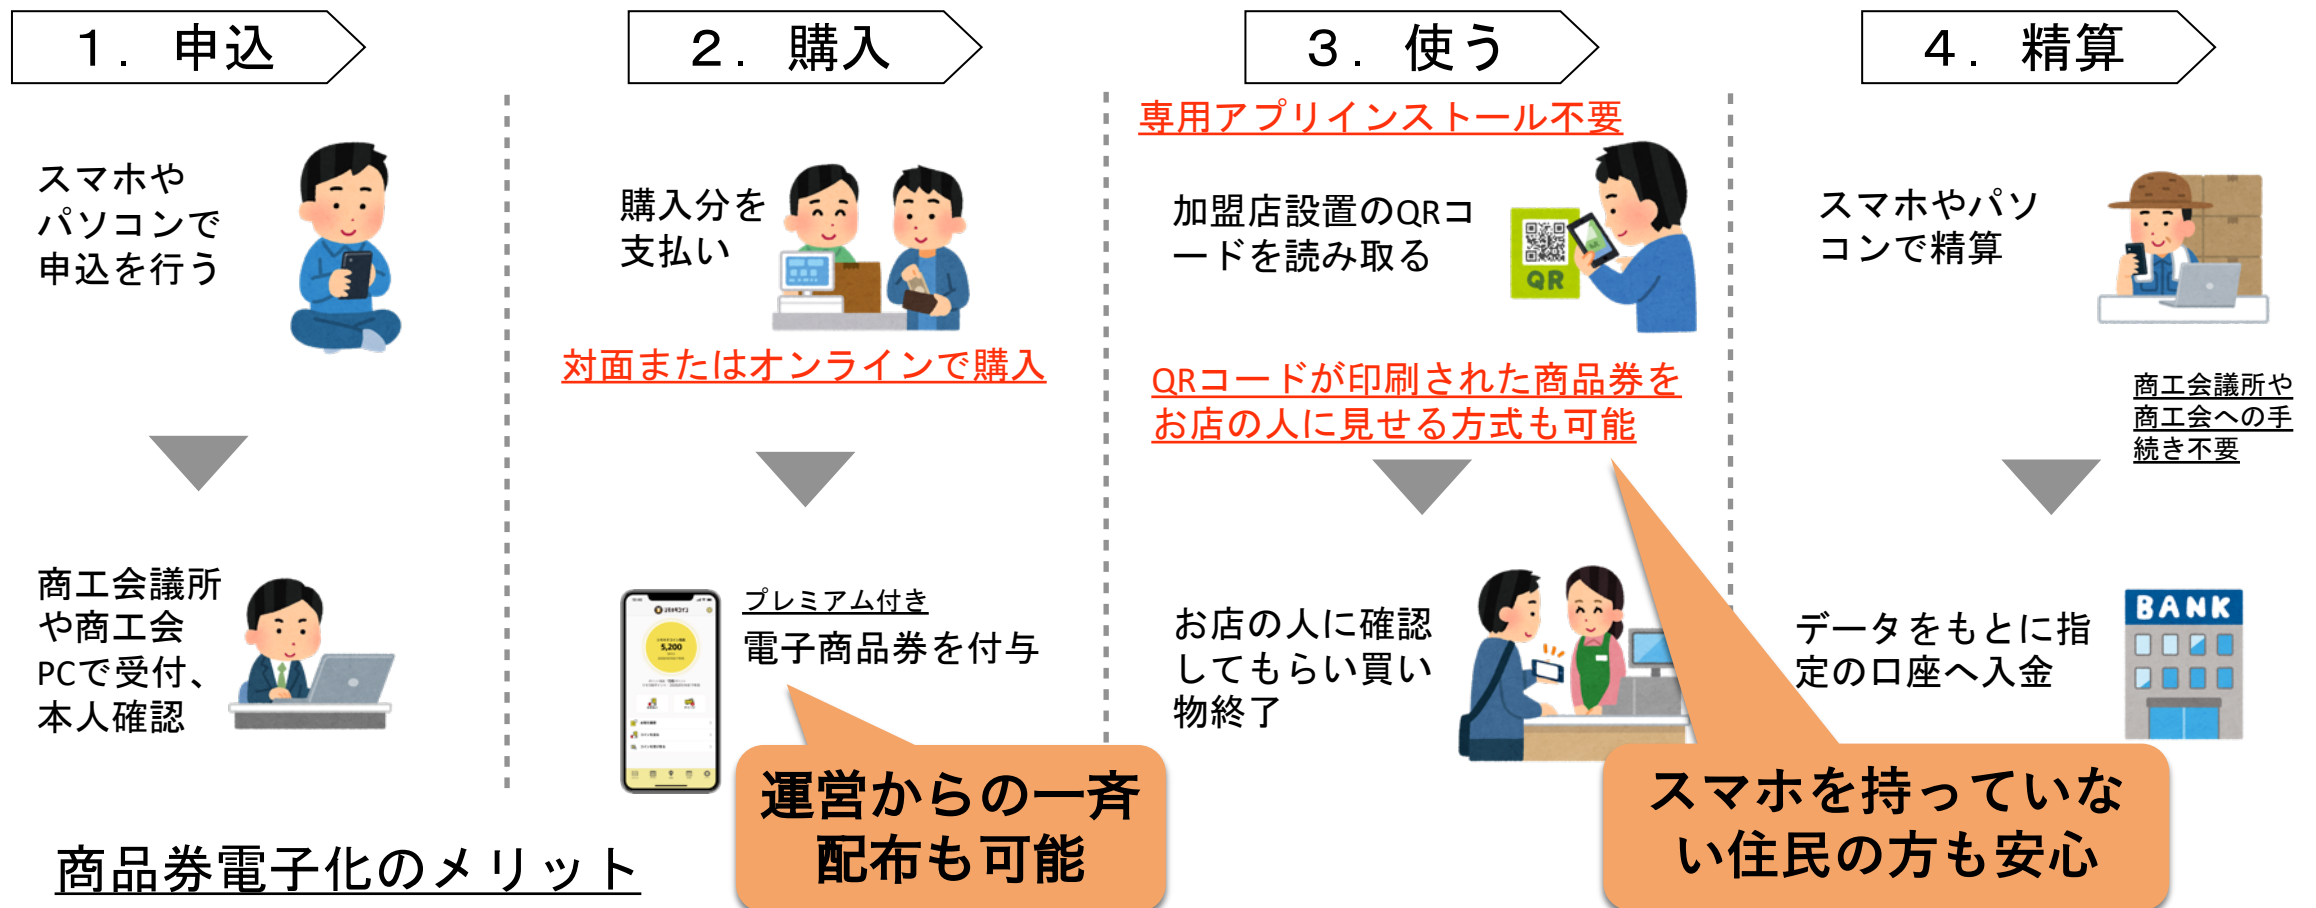 １．申込
スマホや
パソコンで
申込を行う
商工会議所
や商工会
PCで受付、
本人確認
２．購入
購入分を
支払い
対面またはオンラインで購入
5,200
プレミアム付き
電子商品券を付与
運営からの一斉
配布も可能
３．使う
専用アプリインストール不要
加盟店設置のQRコ
ードを読み取る
QR
QRコードが印刷された商品券を
お店の人に見せる方式も可能
お店の人に確認
してもらい買い
物終了
スマホを持っていな
い住民の方も安心
４．精算
スマホやパソ
コンで精算
商工会議所や
商工会への手
続き不要
データをもとに指
定の口座へ入金
BANK
商品券電子化のメリット